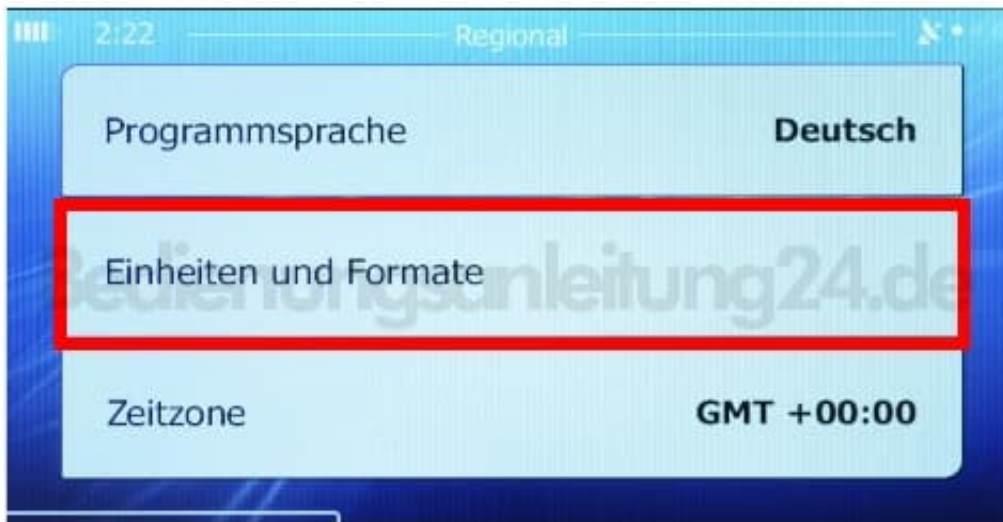 2:22 Regional
Programmsprache Deutsch
Einheiten und Formate
Bedienungsanleitung24.de
Zeitzone GMT +00:00